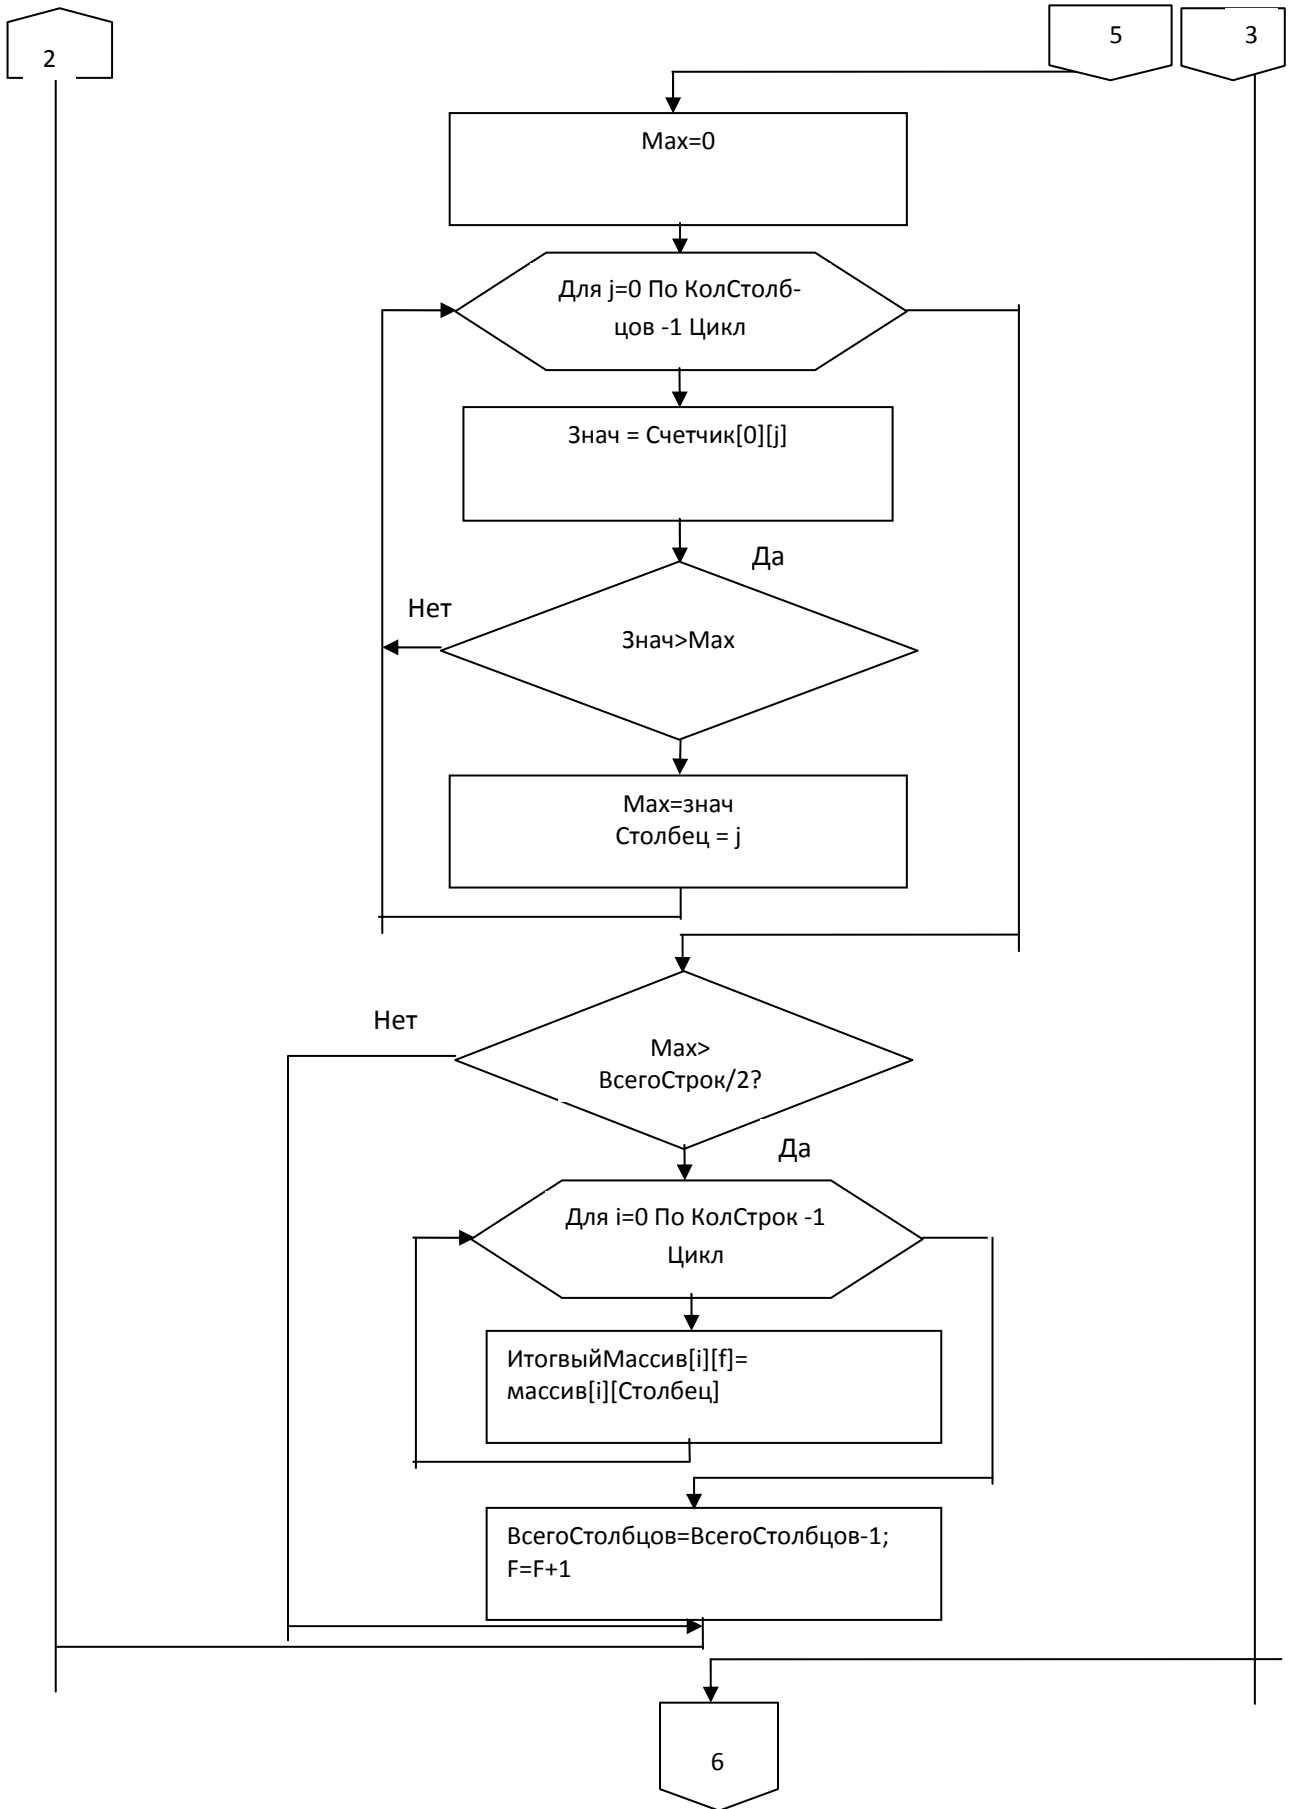 2
5
3
Max=0
Для j=0 По КолСтолб-
цов -1 Цикл
Знач = Счетчик[0][j]
Да
Нет
Знач>Max
Max=знач
Столбец = j
Нет
Max>
ВсегоСтрок/2?
Да
Для i=0 По КолСтрок -1
Цикл
ИтогвыйМассив[i][f]=
массив[i][Столбец]
ВсегоСтолбцов=ВсегоСтолбцов-1;
F=F+1
6